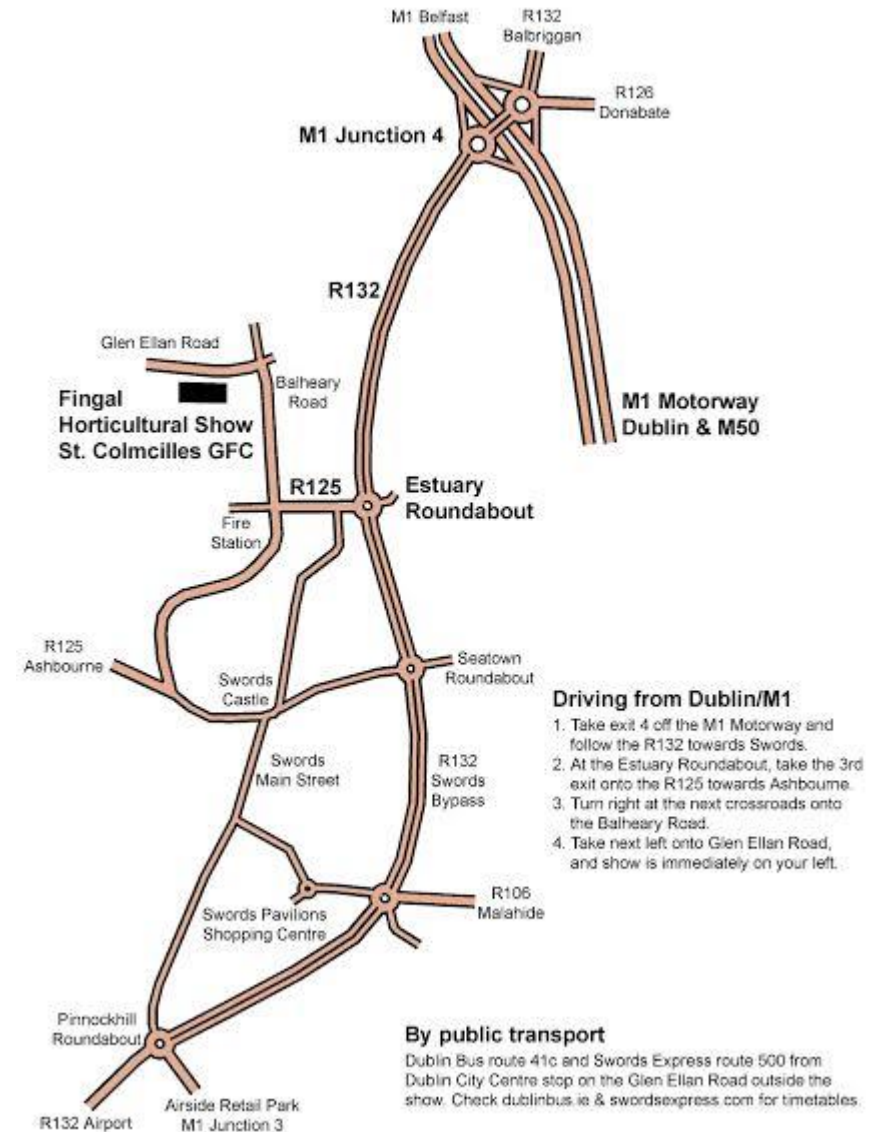 M1 Belfast
R132
Balbriggan
R126
Donabate
M1 Junction 4
R132
Glen Ellan Road
Balheary
Road
Fingal
Horticultural Show
St. Colmcilles GFC
M1 Motorway
Dublin & M50
R125
Estuary
Roundabout
Fire
Station
R125
Ashbourne
Swords
Castle
Seatown
Roundabout
Driving from Dublin/M1
1. Take exit 4 off the M1 Motorway and
follow the R132 towards Swords.
2. At the Estuary Roundabout, take the 3rd
exit onto the R125 towards Ashbourne.
3. Turn right at the next crossroads onto
the Balheary Road.
4. Take next left onto Glen Ellan Road,
and show is immediately on your left.
Swords
Main Street
R132
Swords
Bypass
Swords Pavilions
Shopping Centre
R106
Malahide
Pinnockhill
Roundabout
R132 Airport
Airside Retail Park
M1 Junction 3
By public transport
Dublin Bus route 41c and Swords Express route 500 from
Dublin City Centre stop on the Glen Ellan Road outside the
show. Check dublinbus.ie & swordsexpress.com for timetables.